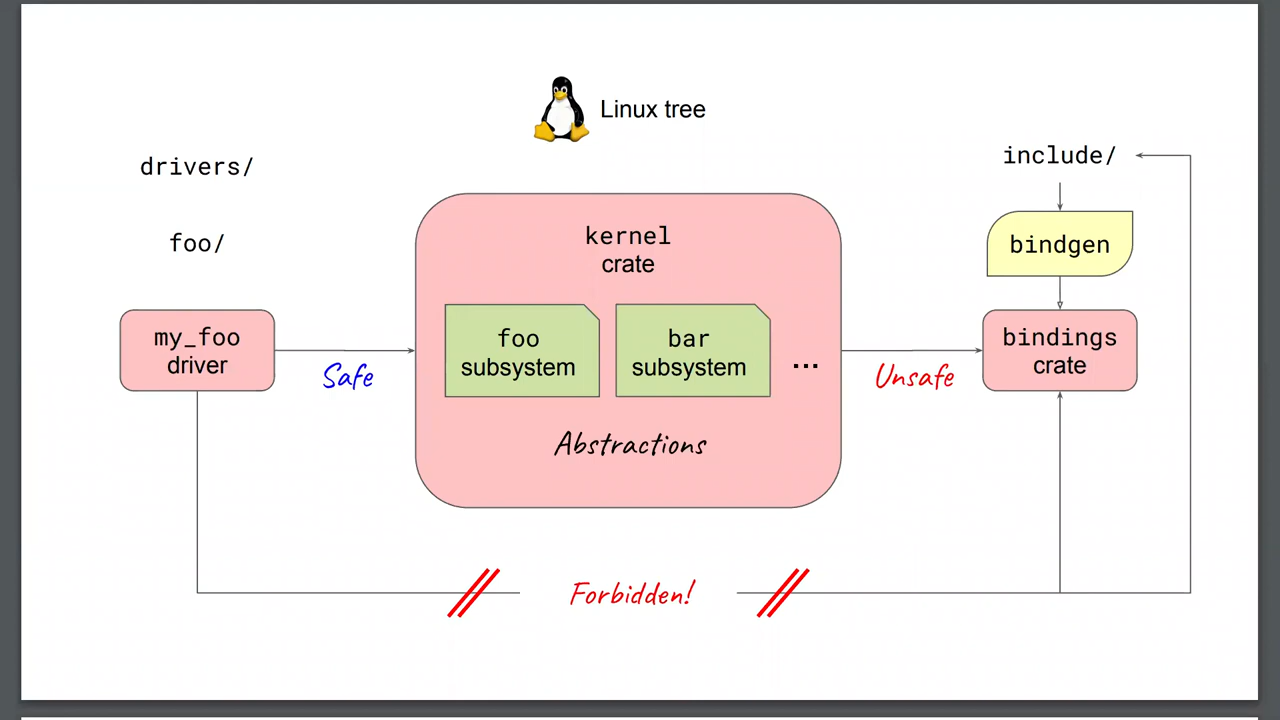 Linux tree
drivers/
foo/
my_foo
driver
Safe
kernel
crate
foo
subsystem
bar
subsystem
...
Abstractions
Unsafe
include/
bindgen
bindings
crate
Forbidden!